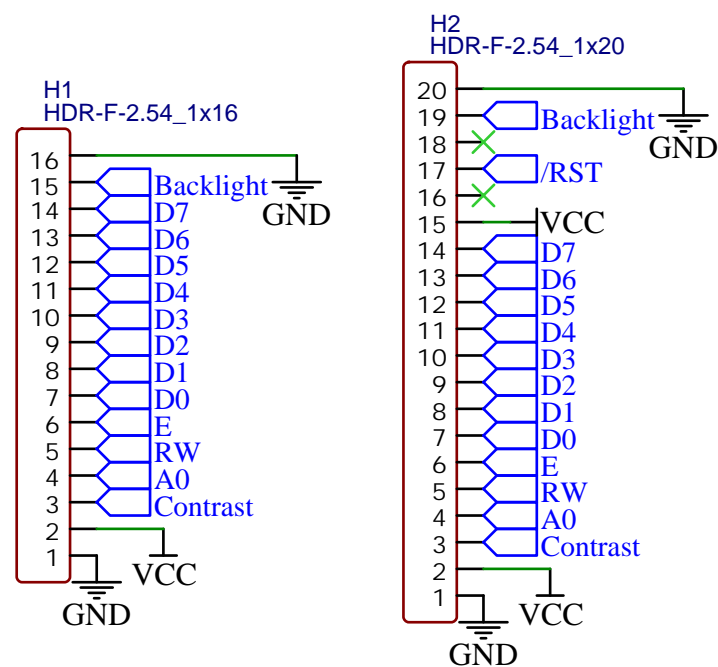 H1
HDR-F-2.54_1x16
16
15 Backlight
14 D7
13 D6
12 D5
11 D4
10 D3
9 D2
8 D1
7 D0
6 E
5 RW
4 A0
3 Contrast
2
1
GND
VCC
GND
H2
HDR-F-2.54_1x20
20
19 Backlight
18
17 /RST
16
15 VCC
14 D7
13 D6
12 D5
11 D4
10 D3
9 D2
8 D1
7 D0
6 E
5 RW
4 A0
3 Contrast
2
1
GND
VCC
GND